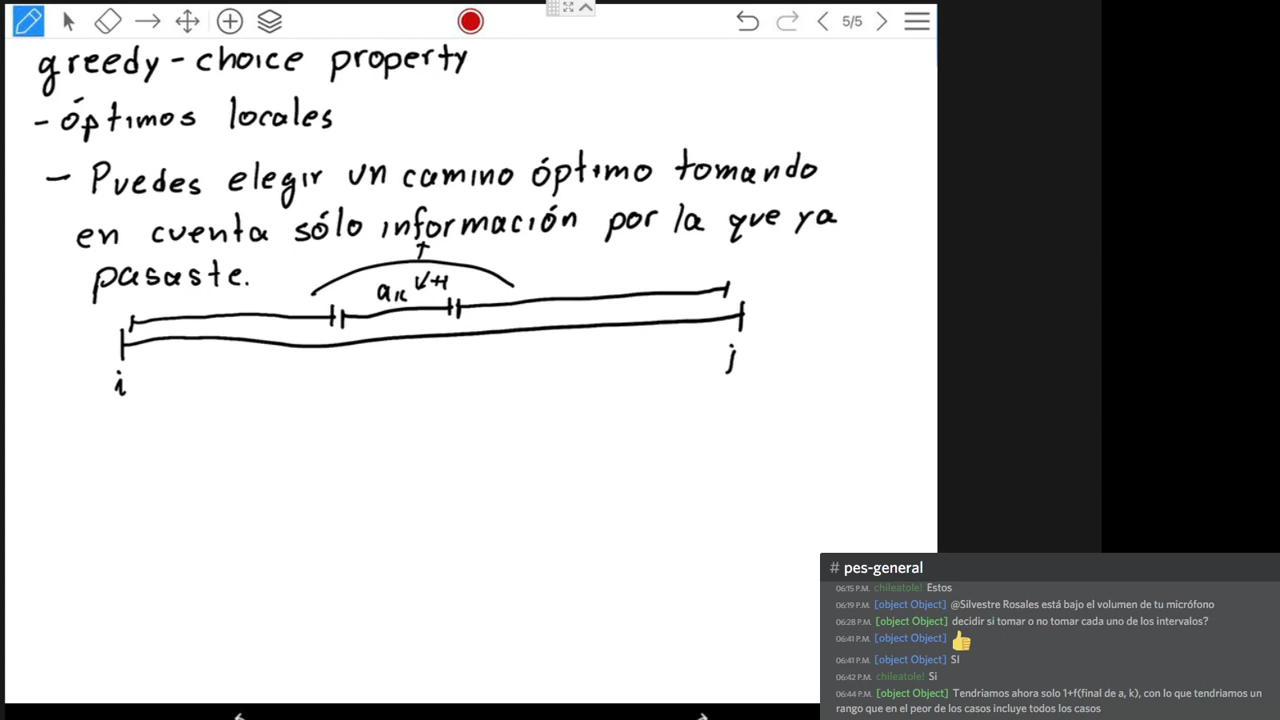 5/5
greedy-choice property
- óptimos locales
- Puedes elegir un camino óptimo tomando
en cuenta sólo información por la que ya
pasaste.
i
j
# pes-general
06:15 P.M. chileatole! Estos
06:19 P.M. [object Object] @Silvestre Rosales está bajo el volumen de tu micrófono
06:28 P.M. [object Object] decidir si tomar o no tomar cada uno de los intervalos?
06:41 P.M. [object Object] 👍
06:41 P.M. [object Object] SI
06:42 P.M. chileatole! Si
06:44 P.M. [object Object] Tendriamos ahora solo 1+f(final de a, k), con lo que tendriamos un
rango que en el peor de los casos incluye todos los casos